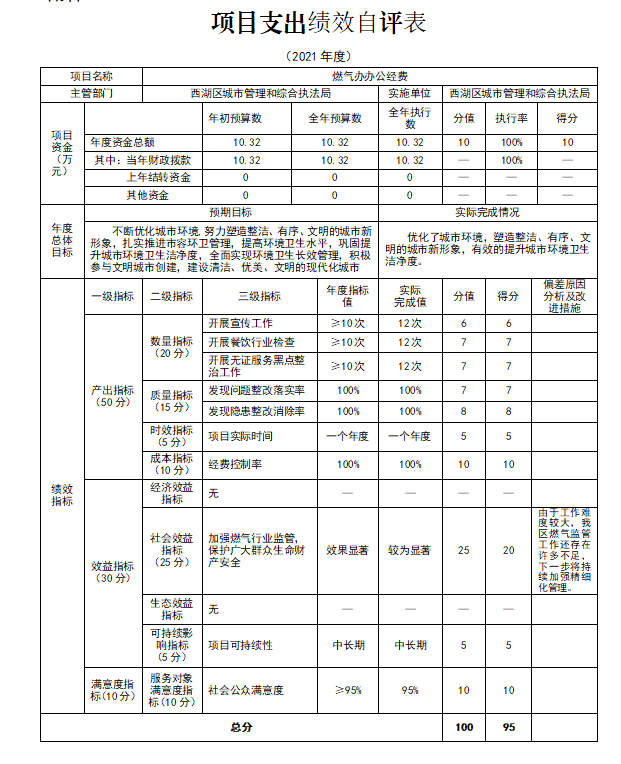 项目支出绩效自评表
（2021 年度）
项目名称 燃气办办公经费
主管部门 西湖区城市管理和综合执法局 实施单位 西湖区城市管理和综合执法局
项目资金（万元） 年初预算数 全年预算数 全年执行数 分值 执行率 得分
年度资金总额 10.32 10.32 10.32 10 100% 10
其中：当年财政拨款 10.32 10.32 10.32 — 100% —
上年结转资金 0 0 0 — —
其他资金 0 0 0 — —
年度总体目标 预期目标 实际完成情况
不断优化城市环境,努力塑造整洁、有序、文明的城市新
形象，扎实推进市容环卫管理，提高环境卫生水平，巩固提
升城市环境卫生洁净度，全面实现环境卫生长效管理，积极
参与文明城市创建，建设清洁、优美、文明的现代化城市
优化了城市环境，塑造整洁、有序、文
明的城市新形象，有效的提升城市环境卫生
洁净度。
绩效指标 一级指标 二级指标 三级指标 年度指标值 实际完成值 分值 得分 偏差原因分析及改进措施
产出指标（50分） 数量指标（20分） 开展宣传工作 ≥10次 12次 6 6
开展餐饮行业检查 ≥10次 12次 7 7
开展无证服务黑点整治工作 ≥10次 12次 7 7
质量指标（15分） 发现问题整改落实率 100% 100% 7 7
发现隐患整改消除率 100% 100% 8 8
时效指标（5分） 项目实际时间 一个年度 一个年度 5 5
成本指标（10分） 经费控制率 100% 100% 10 10
效益指标（30分） 经济效益指标 无 — — — —
社会效益指标（25分） 加强燃气行业监管，保护广大群众生命财产安全 效果显著 较为显著 25 20 由于工作难度较大，我区燃气监管工作还存在许多不足，下一步将持续加强精细化管理。
生态效益指标 无 — — — —
可持续影响指标（5分） 项目可持续性 中长期 中长期 5 5
满意度指标（10分） 服务对象满意度指标（10分） 社会公众满意度 ≥95% 95% 10 10
总分 100 95